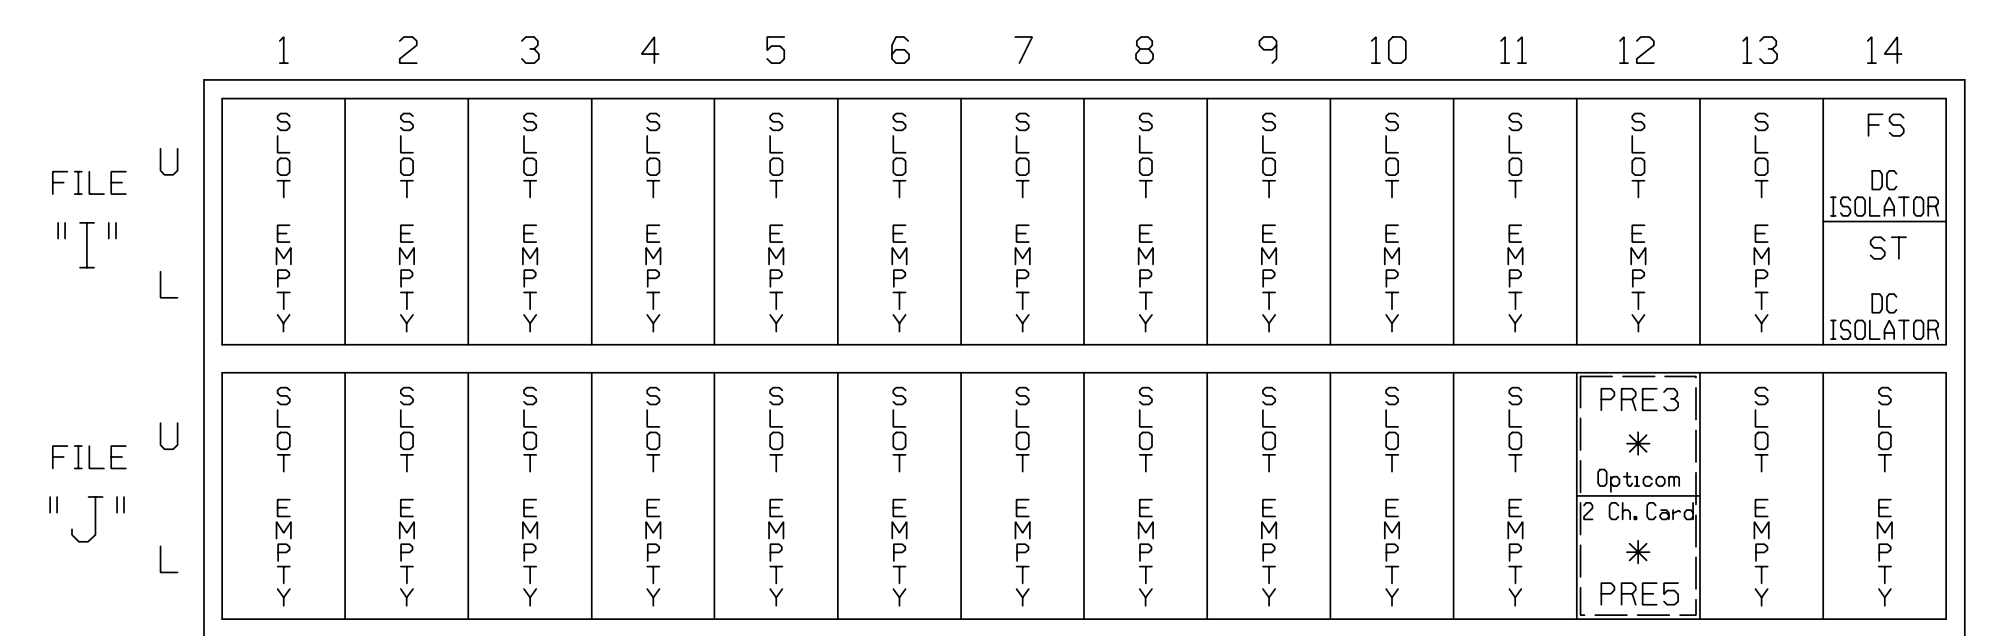 1 2 3 4 5 6 7 8 9 10 11 12 13 14
FILE "I"
U
L
SLOT EMPTY
SLOT EMPTY
SLOT EMPTY
SLOT EMPTY
SLOT EMPTY
SLOT EMPTY
SLOT EMPTY
SLOT EMPTY
SLOT EMPTY
SLOT EMPTY
SLOT EMPTY
SLOT EMPTY
SLOT EMPTY
FS
DC
ISOLATOR
ST
DC
ISOLATOR
FILE "J"
U
L
SLOT EMPTY
SLOT EMPTY
SLOT EMPTY
SLOT EMPTY
SLOT EMPTY
SLOT EMPTY
SLOT EMPTY
SLOT EMPTY
SLOT EMPTY
SLOT EMPTY
SLOT EMPTY
PRE3
*
Opticom
2 Ch. Card
*
PRE5
SLOT EMPTY
SLOT EMPTY